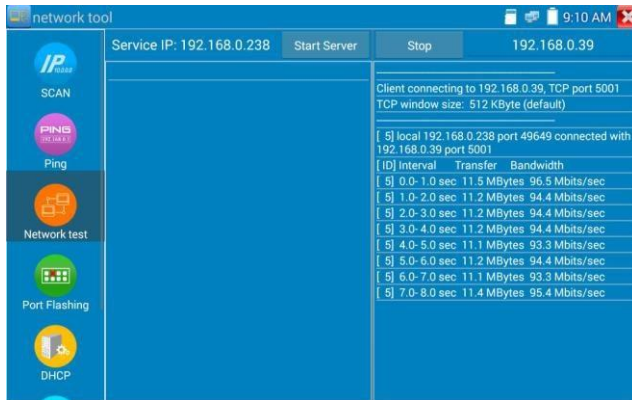 network tool
9:10 AM
Service IP: 192.168.0.238
Start Server
Stop
192.168.0.39
IP
SCAN
PING
Ping
Network test
Port Flashing
DHCP
Client connecting to 192.168.0.39, TCP port 5001
TCP window size: 512 KByte (default)
[ 5] local 192.168.0.238 port 49649 connected with
192.168.0.39 port 5001
[ID] Interval Transfer Bandwidth
[ 5] 0.0- 1.0 sec 11.5 MBytes 96.5 Mbits/sec
[ 5] 1.0- 2.0 sec 11.2 MBytes 94.4 Mbits/sec
[ 5] 2.0- 3.0 sec 11.2 MBytes 94.4 Mbits/sec
[ 5] 3.0- 4.0 sec 11.2 MBytes 94.4 Mbits/sec
[ 5] 4.0- 5.0 sec 11.1 MBytes 93.3 Mbits/sec
[ 5] 5.0- 6.0 sec 11.2 MBytes 94.4 Mbits/sec
[ 5] 6.0- 7.0 sec 11.1 MBytes 93.3 Mbits/sec
[ 5] 7.0- 8.0 sec 11.4 MBytes 95.4 Mbits/sec